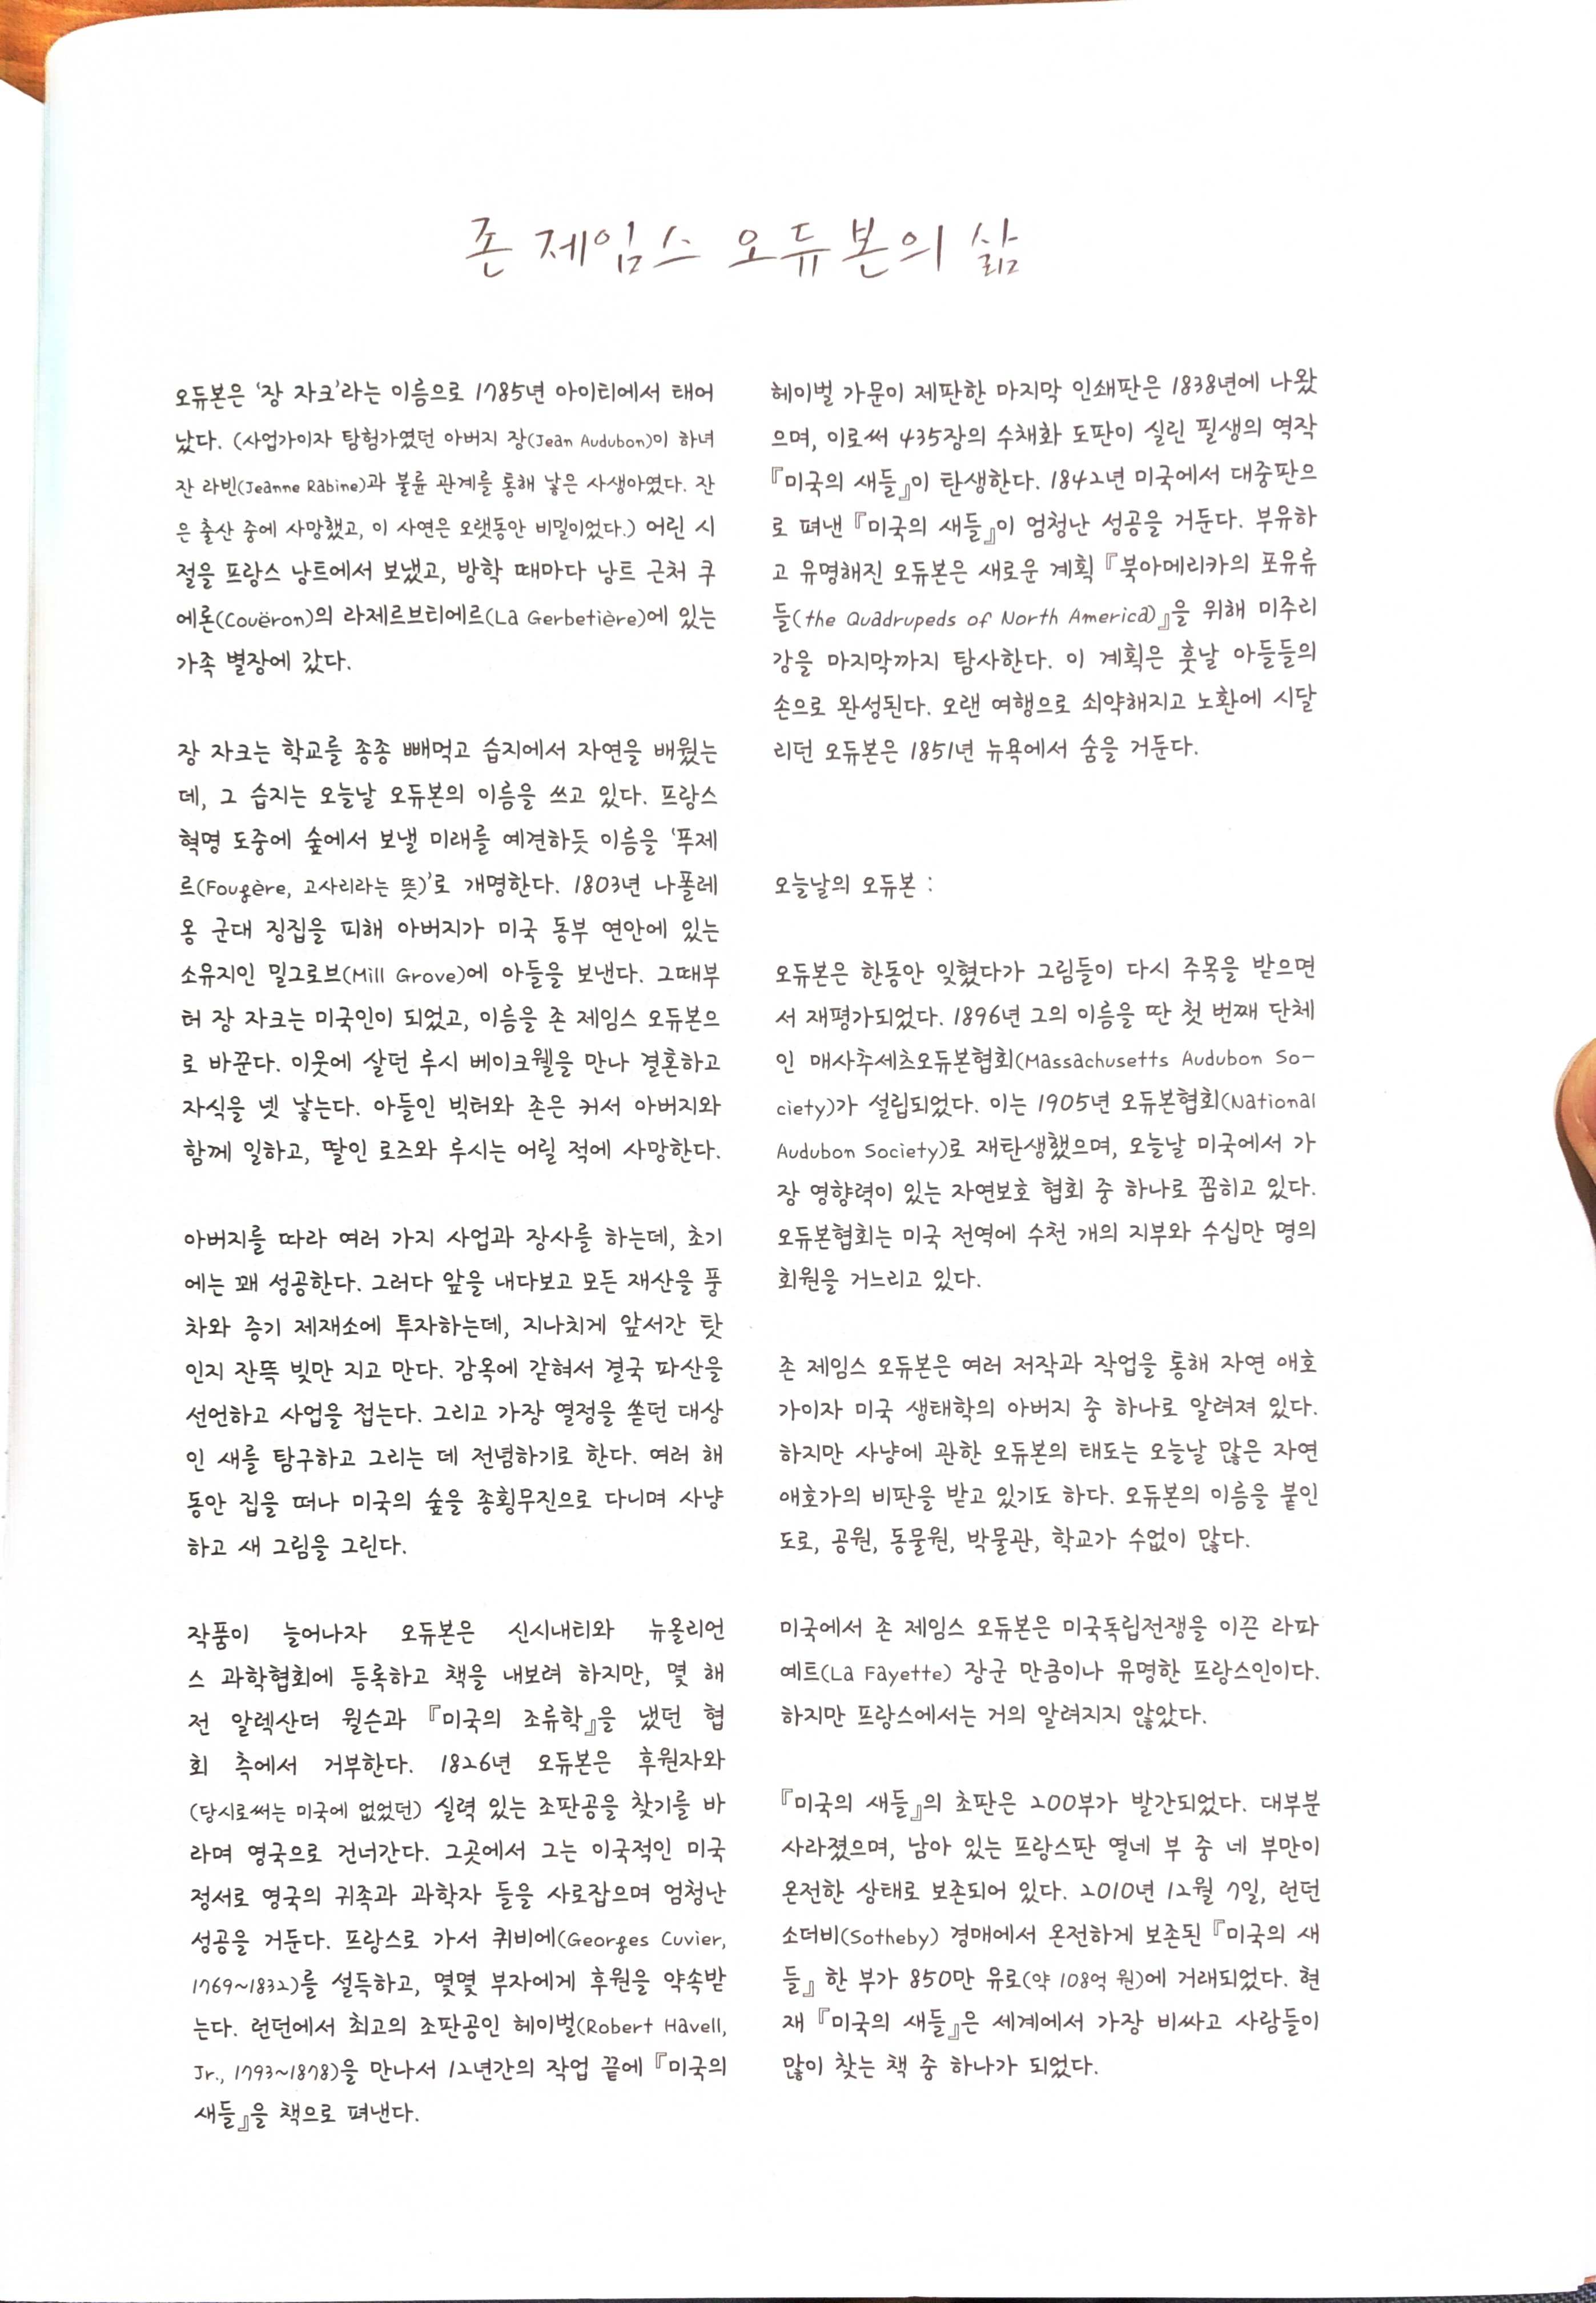 존 제임스 오듀본의 삶
오듀본은 ‘장 자크’라는 이름으로 1785년 아이티에서 태어
났다. (사업가이자 탐험가였던 아버지 장(Jean Audubon)이 하녀
잔 라빈(Jeanne Rabine)과 불륜 관계를 통해 낳은 사생아였다. 잔
은 출산 중에 사망했고, 이 사연은 오랫동안 비밀이었다.) 어린 시
절을 프랑스 낭트에서 보냈고, 방학 때마다 낭트 근처 쿠
에론(Couëron)의 라제르브티에르(La Gerbetière)에 있는
가족 별장에 갔다.
장 자크는 학교를 종종 빼먹고 습지에서 자연을 배웠는
데, 그 습지는 오늘날 오듀본의 이름을 쓰고 있다. 프랑스
혁명 도중에 숲에서 보낼 미래를 예견하듯 이름을 ‘푸제
르(Fougère, 고사리라는 뜻)’로 개명한다. 1803년 나폴레
옹 군대 징집을 피해 아버지가 미국 동부 연안에 있는
소유지인 밀그로브(Mill Grove)에 아들을 보낸다. 그때부
터 장 자크는 미국인이 되었고, 이름을 존 제임스 오듀본으
로 바꾼다. 이웃에 살던 루시 베이크웰을 만나 결혼하고
자식을 넷 낳는다. 아들인 빅터와 존은 커서 아버지와
함께 일하고, 딸인 로즈와 루시는 어릴 적에 사망한다.
아버지를 따라 여러 가지 사업과 장사를 하는데, 초기
에는 꽤 성공한다. 그러다 앞을 내다보고 모든 재산을 풍
차와 증기 제재소에 투자하는데, 지나치게 앞서간 탓
인지 잔뜩 빚만 지고 만다. 감옥에 갇혀서 결국 파산을
선언하고 사업을 접는다. 그리고 가장 열정을 쏟던 대상
인 새를 탐구하고 그리는 데 전념하기로 한다. 여러 해
동안 집을 떠나 미국의 숲을 종횡무진으로 다니며 사냥
하고 새 그림을 그린다.
작품이 늘어나자 오듀본은 신시내티와 뉴올리언
스 과학협회에 등록하고 책을 내보려 하지만, 몇 해
전 알렉산더 윌슨과 『미국의 조류학』을 냈던 협
회 측에서 거부한다. 1826년 오듀본은 후원자와
(당시로써는 미국에 없었던) 실력 있는 조판공을 찾기를 바
라며 영국으로 건너간다. 그곳에서 그는 이국적인 미국
정서로 영국의 귀족과 과학자 들을 사로잡으며 엄청난
성공을 거둔다. 프랑스로 가서 퀴비에(Georges Cuvier,
1769~1832)를 설득하고, 몇몇 부자에게 후원을 약속받
는다. 런던에서 최고의 조판공인 헤이벌(Robert Havell,
Jr., 1793~1878)을 만나서 12년간의 작업 끝에 『미국의
새들』을 책으로 펴낸다.
헤이벌 가문이 제판한 마지막 인쇄판은 1838년에 나왔
으며, 이로써 435장의 수채화 도판이 실린 필생의 역작
『미국의 새들』이 탄생한다. 1842년 미국에서 대중판으
로 펴낸 『미국의 새들』이 엄청난 성공을 거둔다. 부유하
고 유명해진 오듀본은 새로운 계획 『북아메리카의 포유류
들(the Quadrupeds of North America)』을 위해 미주리
강을 마지막까지 탐사한다. 이 계획은 훗날 아들들의
손으로 완성된다. 오랜 여행으로 쇠약해지고 노환에 시달
리던 오듀본은 1851년 뉴욕에서 숨을 거둔다.
오늘날의 오듀본 :
오듀본은 한동안 잊혔다가 그림들이 다시 주목을 받으면
서 재평가되었다. 1896년 그의 이름을 딴 첫 번째 단체
인 매사추세츠오듀본협회(Massachusetts Audubon So-
ciety)가 설립되었다. 이는 1905년 오듀본협회(National
Audubon Society)로 재탄생했으며, 오늘날 미국에서 가
장 영향력이 있는 자연보호 협회 중 하나로 꼽히고 있다.
오듀본협회는 미국 전역에 수천 개의 지부와 수십만 명의
회원을 거느리고 있다.
존 제임스 오듀본은 여러 저작과 작업을 통해 자연 애호
가이자 미국 생태학의 아버지 중 하나로 알려져 있다.
하지만 사냥에 관한 오듀본의 태도는 오늘날 많은 자연
애호가의 비판을 받고 있기도 하다. 오듀본의 이름을 붙인
도로, 공원, 동물원, 박물관, 학교가 수없이 많다.
미국에서 존 제임스 오듀본은 미국독립전쟁을 이끈 라파
예트(La Fayette) 장군 만큼이나 유명한 프랑스인이다.
하지만 프랑스에서는 거의 알려지지 않았다.
『미국의 새들』의 초판은 200부가 발간되었다. 대부분
사라졌으며, 남아 있는 프랑스판 열네 부 중 네 부만이
온전한 상태로 보존되어 있다. 2010년 12월 7일, 런던
소더비(Sotheby) 경매에서 온전하게 보존된 『미국의 새
들』 한 부가 850만 유로(약 108억 원)에 거래되었다. 현
재 『미국의 새들』은 세계에서 가장 비싸고 사람들이
많이 찾는 책 중 하나가 되었다.